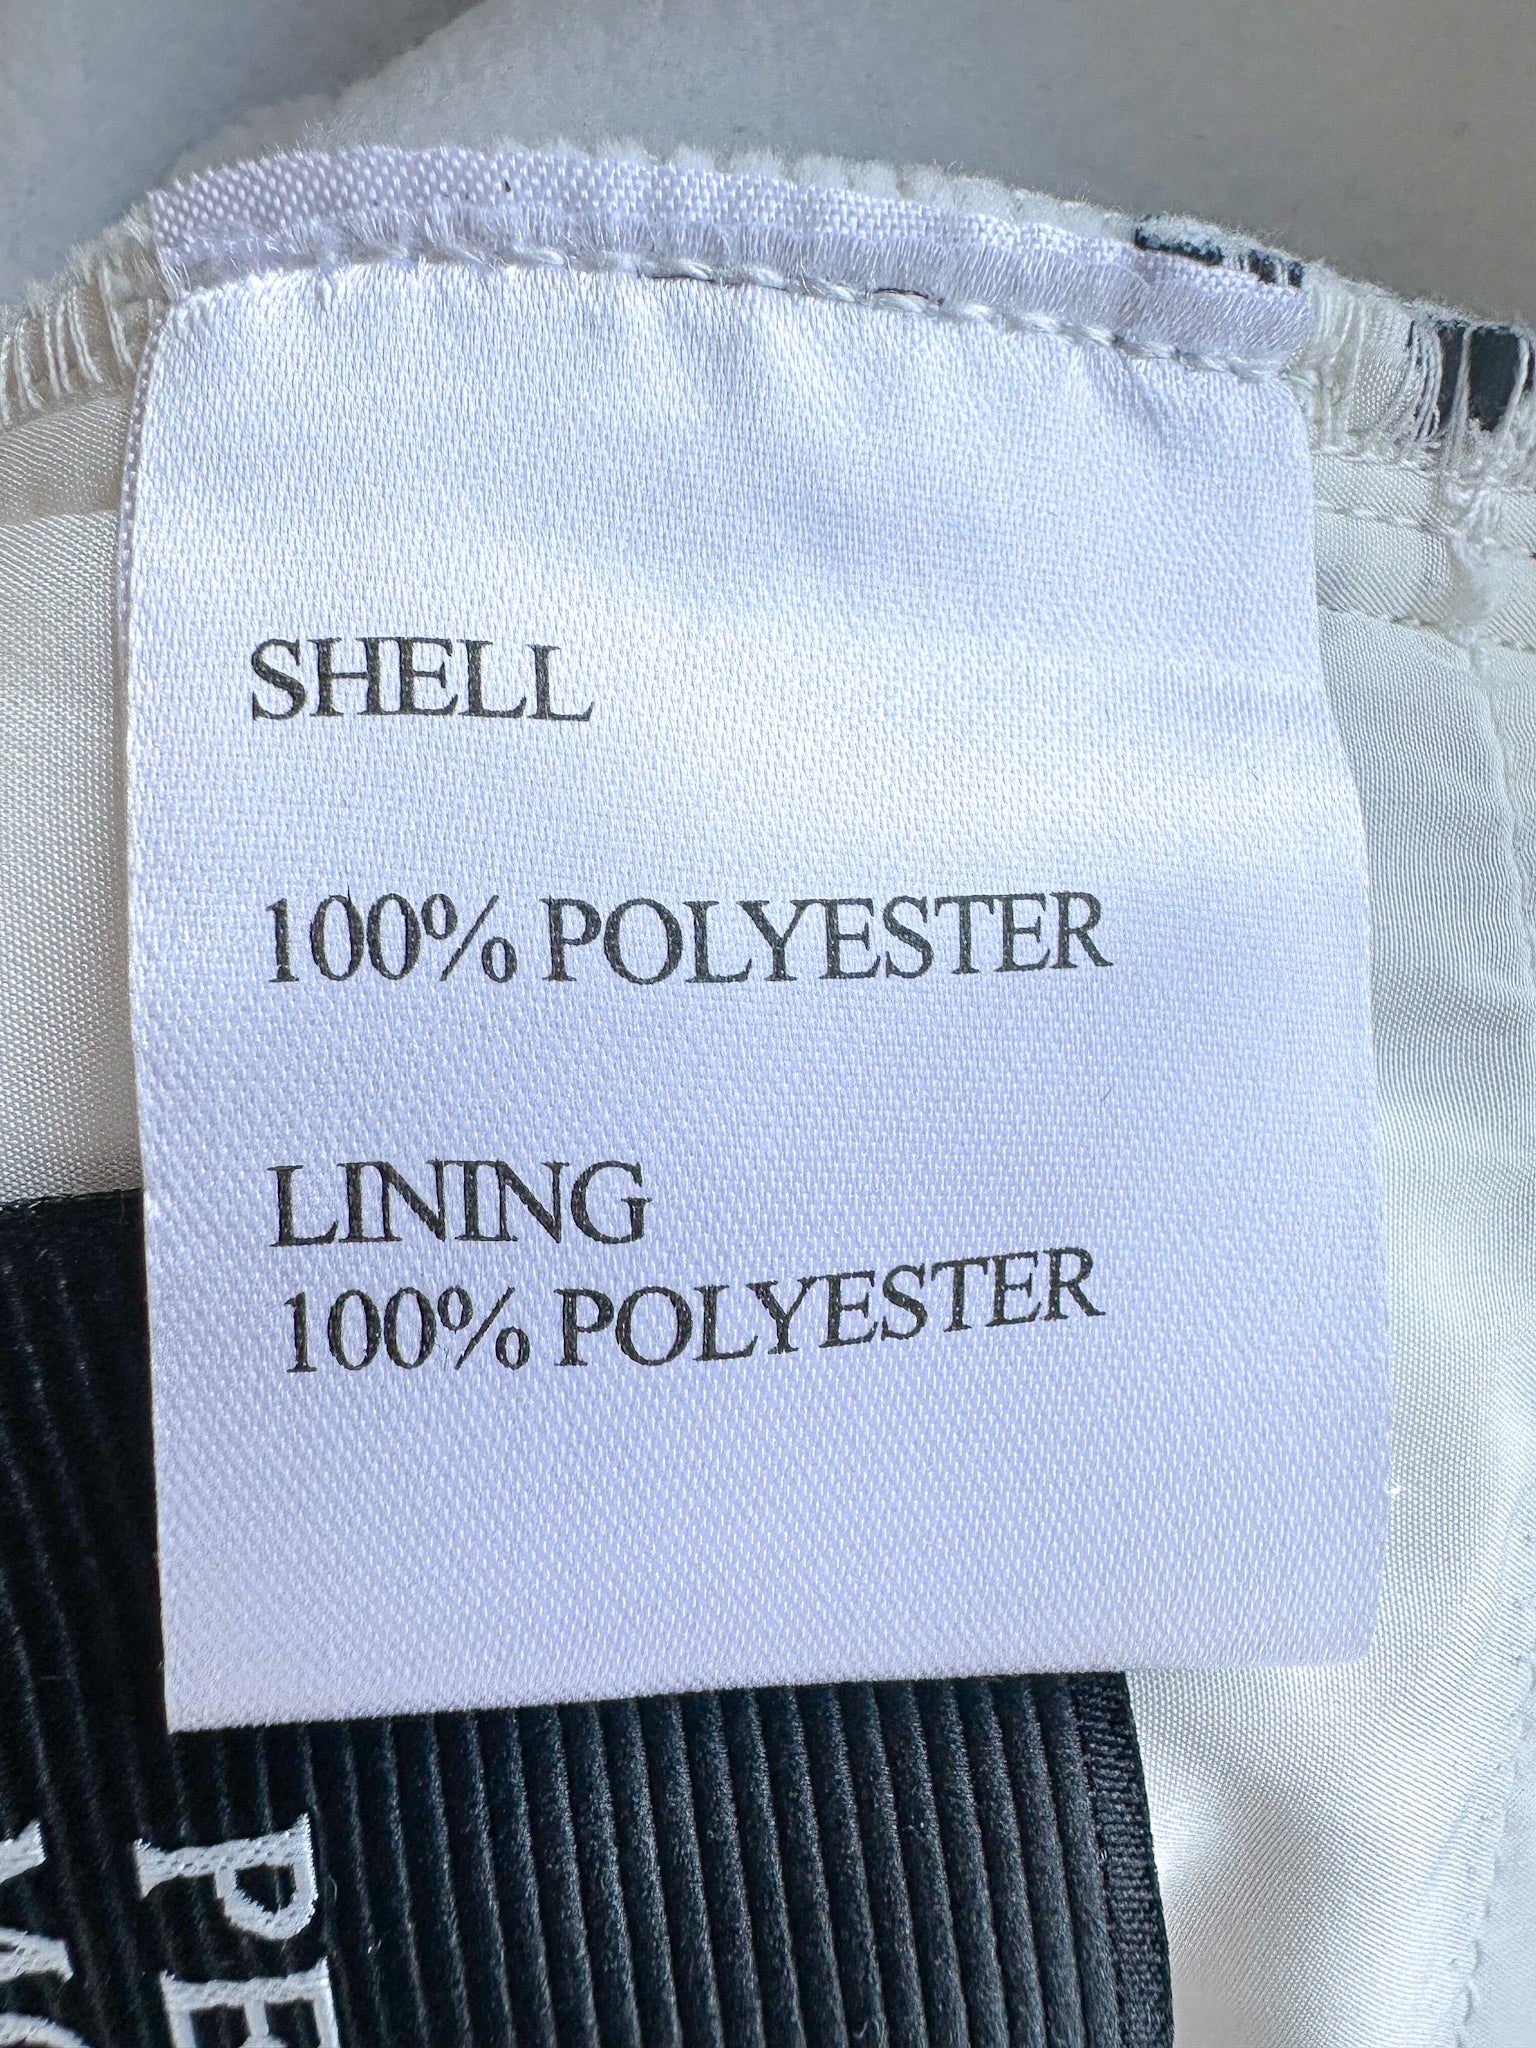 SHELL
100% POLYESTER
LINING
100% POLYESTER